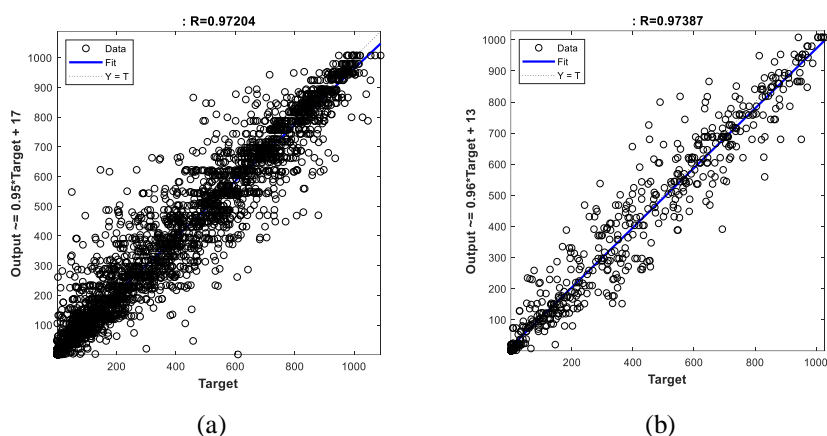 : R=0.97204
Data
Fit
Y = T
Output ~= 0.95*Target + 17
1000
900
800
700
600
500
400
300
200
100
200
400
600
800
1000
Target
(a)
: R=0.97387
Data
Fit
Y = T
Output ~= 0.96*Target + 13
1000
900
800
700
600
500
400
300
200
100
200
400
600
800
1000
Target
(b)